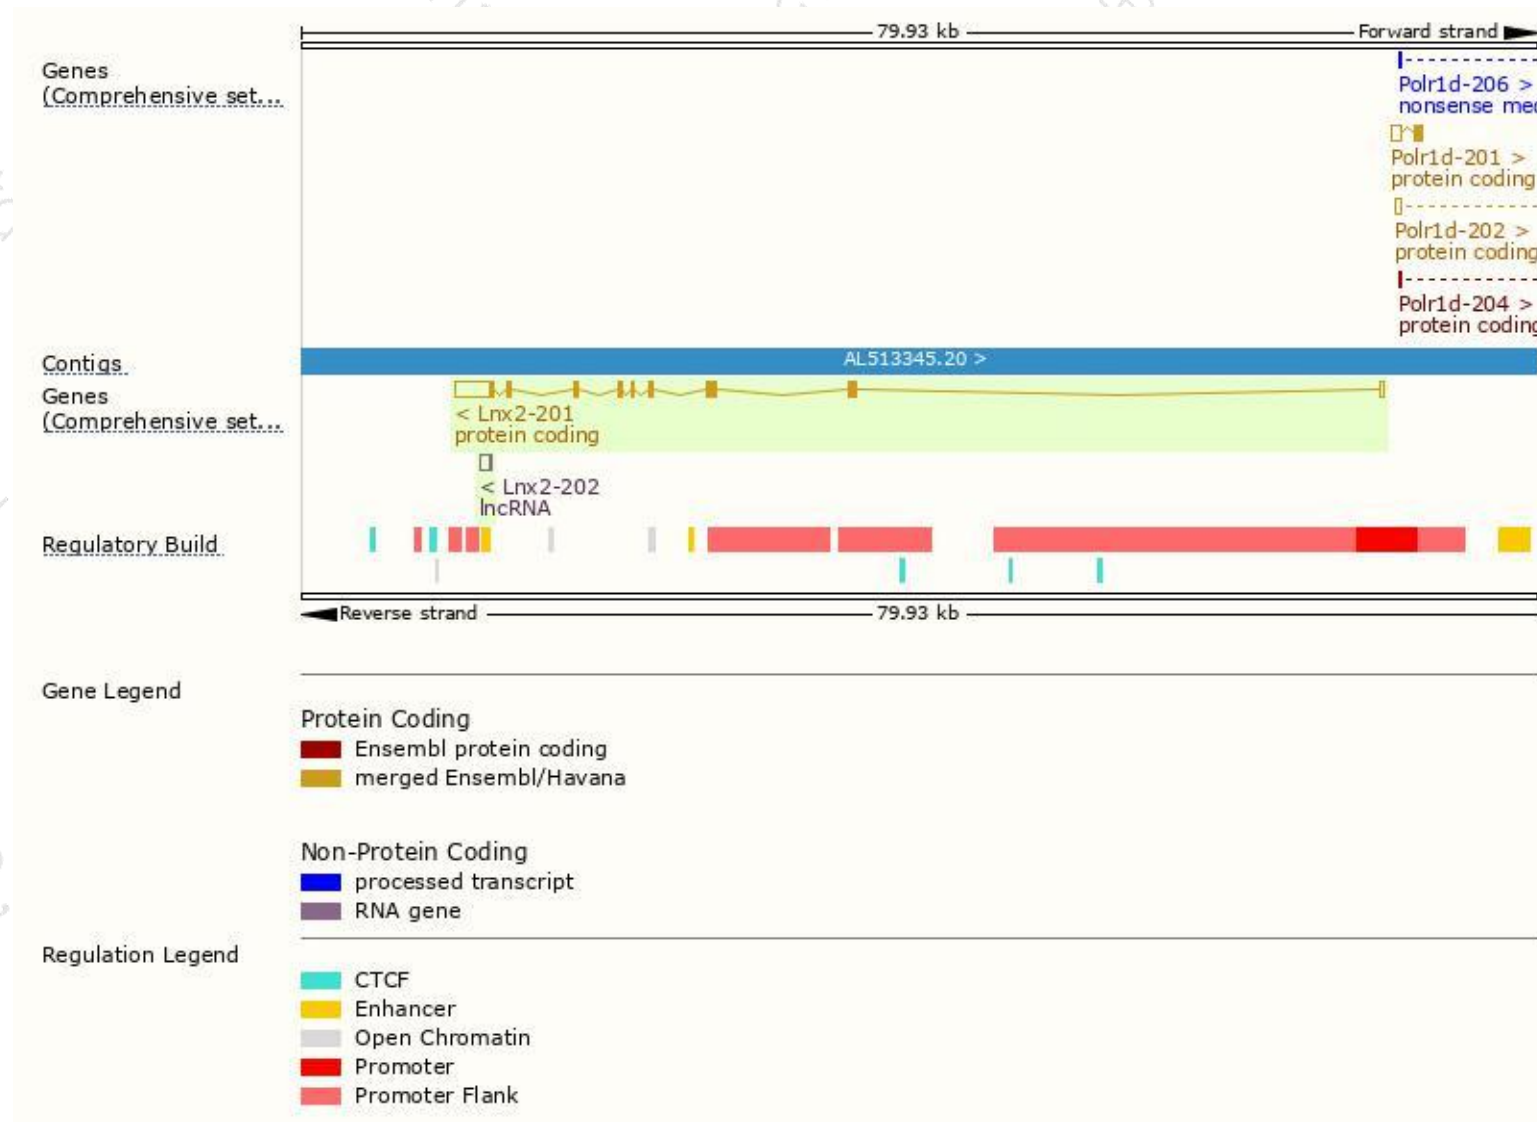 79.93 kb
Forward strand
Genes
(Comprehensive set...
Polr1d-206 >
nonsense med
Polr1d-201 >
protein coding
Polr1d-202 >
protein coding
Polr1d-204 >
protein coding
Contigs
AL513345.20 >
Genes
(Comprehensive set...
< Lnx2-201
protein coding
< Lnx2-202
lncRNA
Regulatory Build
Reverse strand
79.93 kb
Gene Legend
Protein Coding
Ensembl protein coding
merged Ensembl/Havana
Non-Protein Coding
processed transcript
RNA gene
Regulation Legend
CTCF
Enhancer
Open Chromatin
Promoter
Promoter Flank